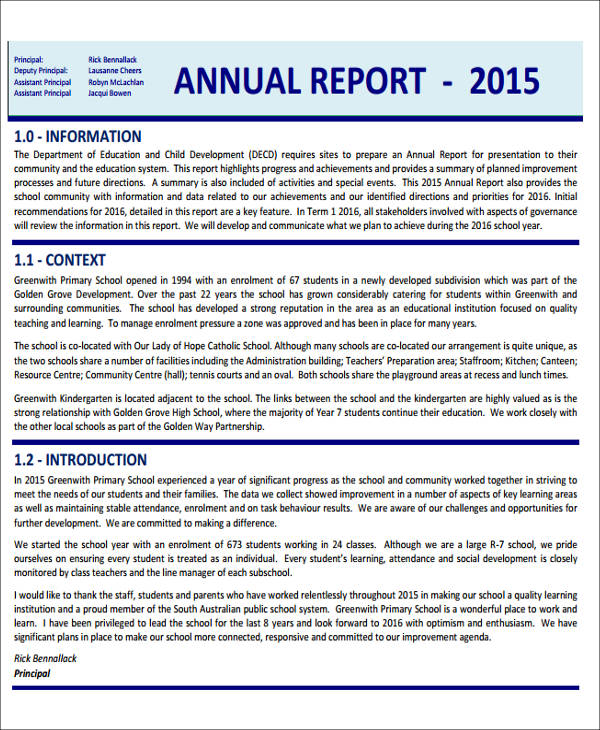 Principal: Rick Bennallack
Deputy Principal: Lausanne Cheers
Assistant Principal Robyn McLachlan
Assistant Principal Jacqui Bowen
ANNUAL REPORT - 2015
1.0 - INFORMATION
The Department of Education and Child Development (DECD) requires sites to prepare an Annual Report for presentation to their
community and the education system. This report highlights progress and achievements and provides a summary of planned improvement
processes and future directions. A summary is also included of activities and special events. This 2015 Annual Report also provides the
school community with information and data related to our achievements and our identified directions and priorities for 2016. Initial
recommendations for 2016, detailed in this report are a key feature. In Term 1 2016, all stakeholders involved with aspects of governance
will review the information in this report. We will develop and communicate what we plan to achieve during the 2016 school year.
1.1 - CONTEXT
Greenwith Primary School opened in 1994 with an enrolment of 67 students in a newly developed subdivision which was part of the
Golden Grove Development. Over the past 22 years the school has grown considerably catering for students within Greenwith and
surrounding communities. The school has developed a strong reputation in the area as an educational institution focused on quality
teaching and learning. To manage enrolment pressure a zone was approved and has been in place for many years.
The school is co-located with Our Lady of Hope Catholic School. Although many schools are co-located our arrangement is quite unique, as
the two schools share a number of facilities including the Administration building; Teachers' Preparation area; Staffroom; Kitchen; Canteen;
Resource Centre; Community Centre (hall); tennis courts and an oval. Both schools share the playground areas at recess and lunch times.
Greenwith Kindergarten is located adjacent to the school. The links between the school and the kindergarten are highly valued as is the
strong relationship with Golden Grove High School, where the majority of Year 7 students continue their education. We work closely with
the other local schools as part of the Golden Way Partnership.
1.2 - INTRODUCTION
In 2015 Greenwith Primary School experienced a year of significant progress as the school and community worked together in striving to
meet the needs of our students and their families. The data we collect showed improvement in a number of aspects of key learning areas
as well as maintaining stable attendance, enrolment and on task behaviour results. We are aware of our challenges and opportunities for
further development. We are committed to making a difference.
We started the school year with an enrolment of 673 students working in 24 classes. Although we are a large R-7 school, we pride
ourselves on ensuring every student is treated as an individual. Every student's learning, attendance and social development is closely
monitored by class teachers and the line manager of each subschool.
I would like to thank the staff, students and parents who have worked relentlessly throughout 2015 in making our school a quality learning
institution and a proud member of the South Australian public school system. Greenwith Primary School is a wonderful place to work and
learn. I have been privileged to lead the school for the last 8 years and look forward to 2016 with optimism and enthusiasm. We have
significant plans in place to make our school more connected, responsive and committed to our improvement agenda.
Rick Bennallack
Principal